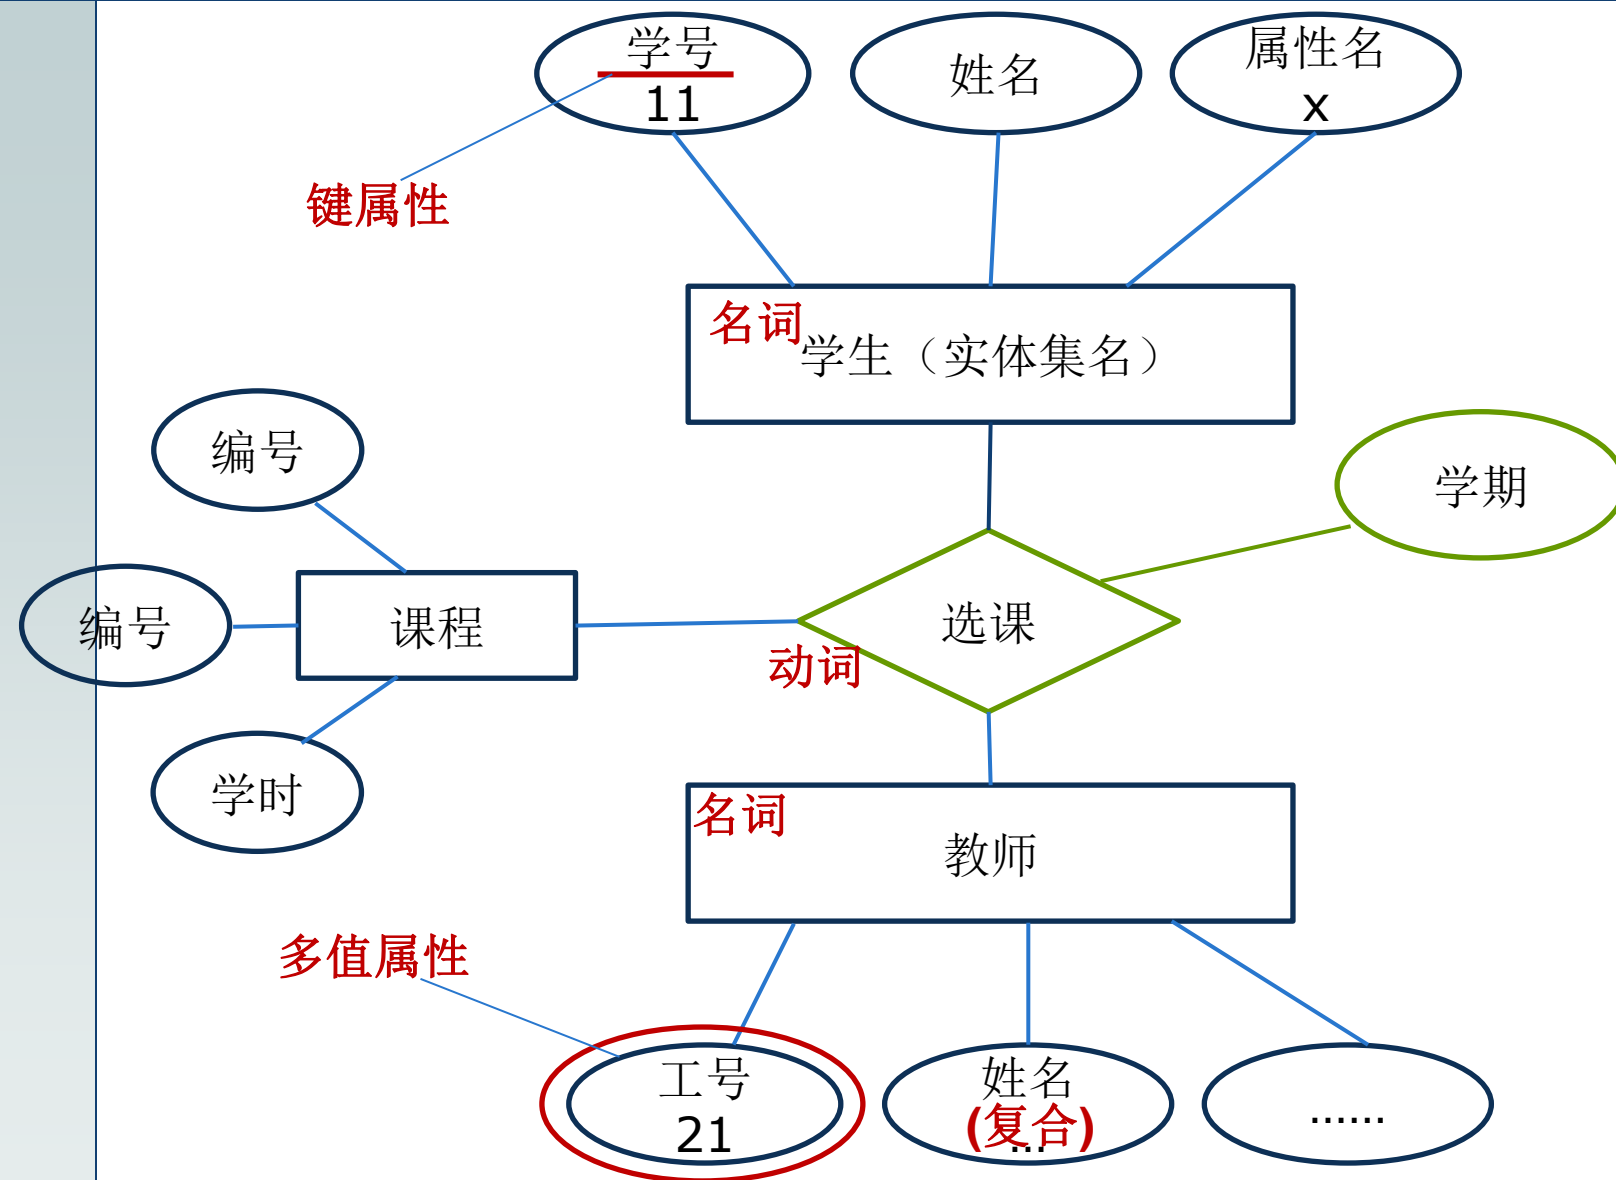 学号
11
姓名
属性名
x
键属性
名词
学生（实体集名）
编号
学期
编号
课程
选课
动词
学时
名词
教师
多值属性
工号
21
姓名
(复合)
...
......